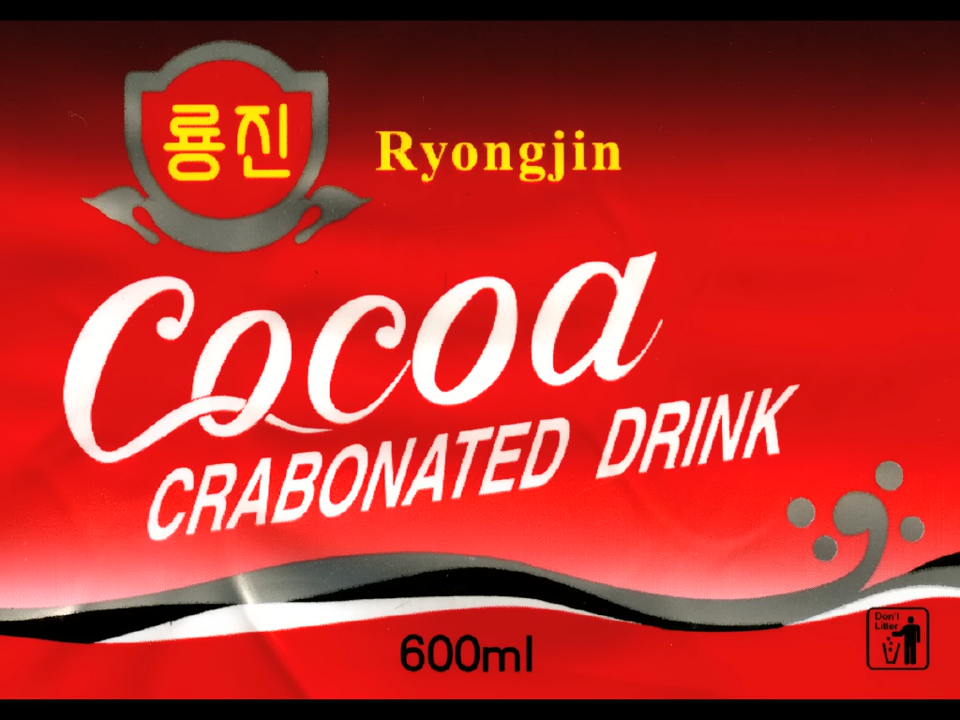 룡진
Ryongjin
Cocoa
CRABONATED DRINK
600ml
Don't
Litter